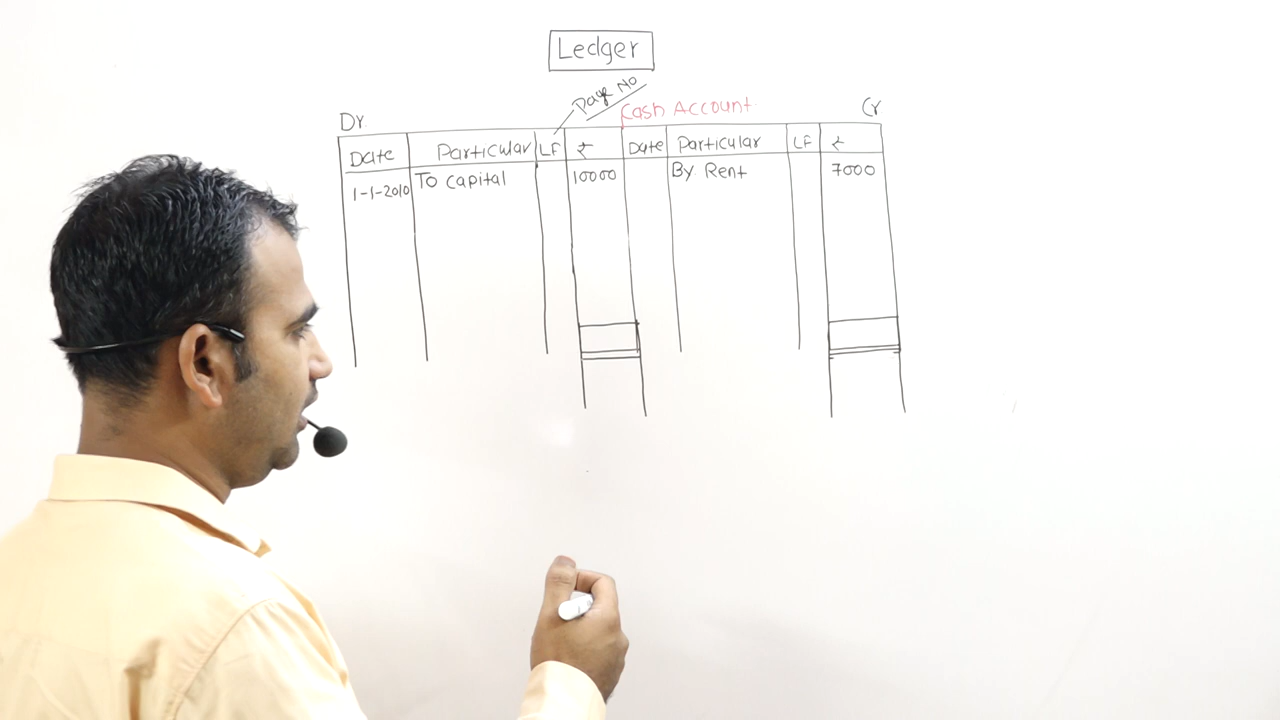 Ledger
Page No
Cash Account
Dr.
Cr.
Date Particular LF ₹ Date Particular LF ₹
1-1-2010 To Capital 10000 By Rent 7000